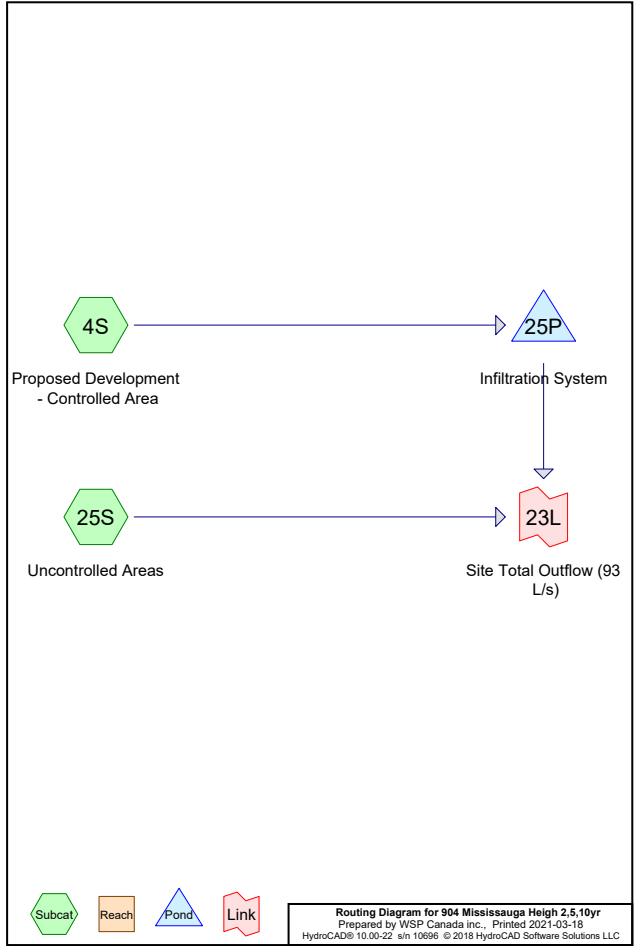 4S
25P
Proposed Development
- Controlled Area
Infiltration System
25S
23L
Uncontrolled Areas
Site Total Outflow (93
L/s)
Subcat
Reach
Pond
Link
Routing Diagram for 904 Mississauga Heigh 2,5,10yr
Prepared by WSP Canada inc., Printed 2021-03-18
HydroCAD® 10.00-22 s/n 10696 © 2018 HydroCAD Software Solutions LLC